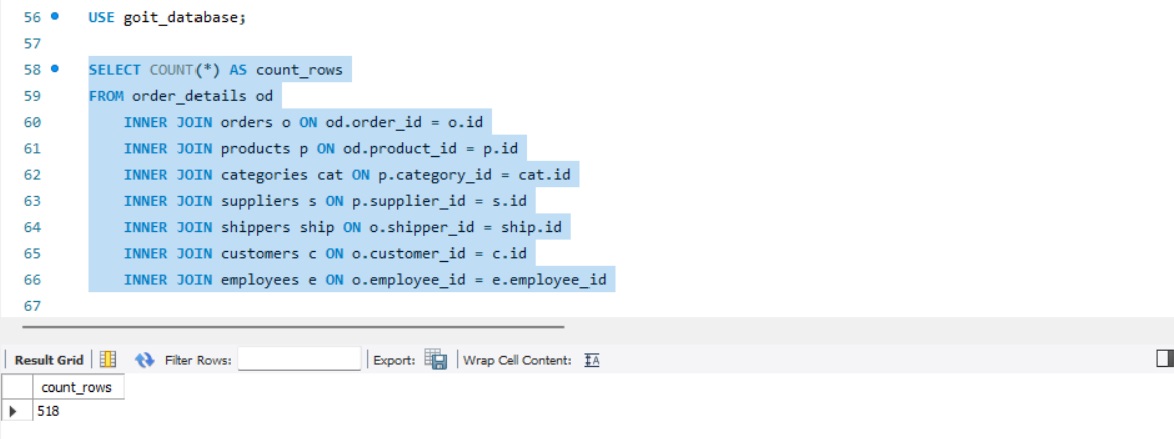 56 USE goit_database;
57
58 SELECT COUNT(*) AS count_rows
59 FROM order_details od
60 INNER JOIN orders o ON od.order_id = o.id
61 INNER JOIN products p ON od.product_id = p.id
62 INNER JOIN categories cat ON p.category_id = cat.id
63 INNER JOIN suppliers s ON p.supplier_id = s.id
64 INNER JOIN shippers ship ON o.shipper_id = ship.id
65 INNER JOIN customers c ON o.customer_id = c.id
66 INNER JOIN employees e ON o.employee_id = e.employee_id
67
Result Grid Filter Rows: Export: Wrap Cell Content: IA
count_rows
518